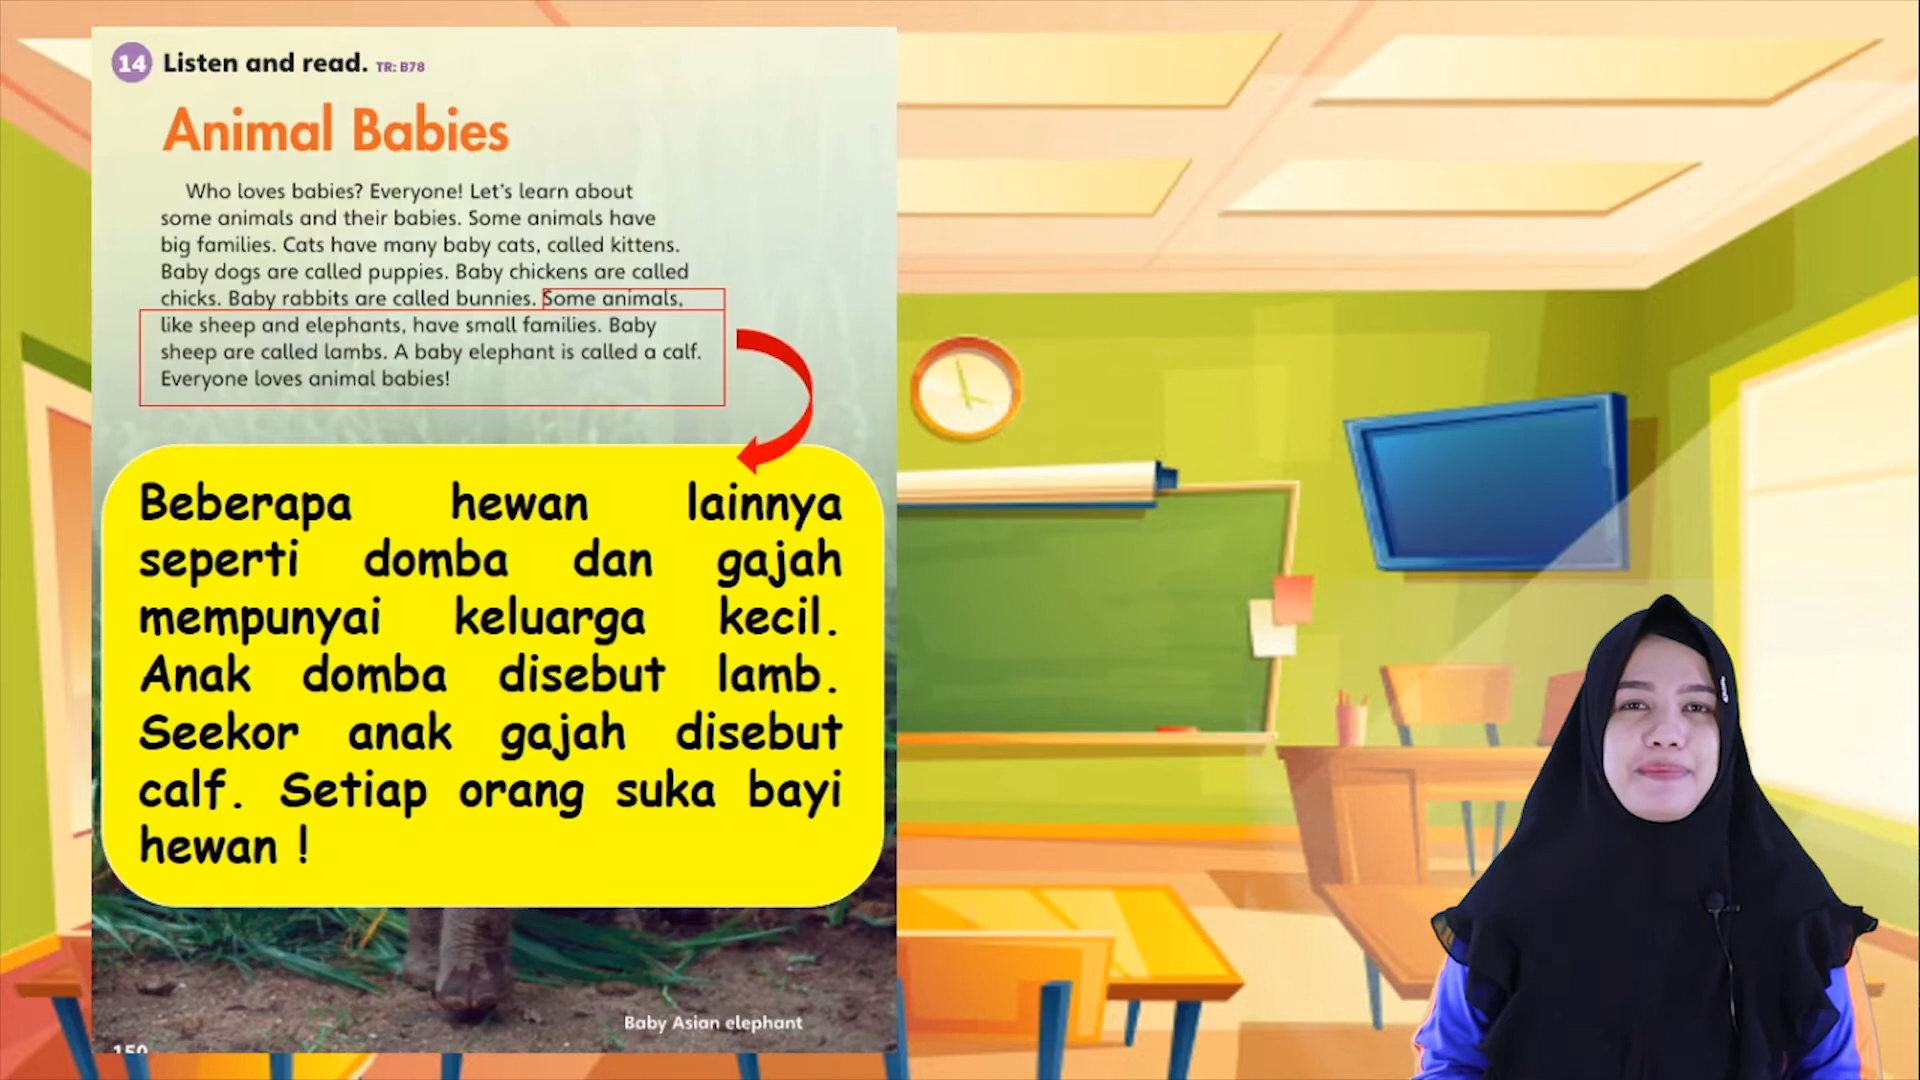 14 Listen and read. TR: B78
Animal Babies
Who loves babies? Everyone! Let's learn about
some animals and their babies. Some animals have
big families. Cats have many baby cats, called kittens.
Baby dogs are called puppies. Baby chickens are called
chicks. Baby rabbits are called bunnies. Some animals,
like sheep and elephants, have small families. Baby
sheep are called lambs. A baby elephant is called a calf.
Everyone loves animal babies!
Beberapa hewan lainnya
seperti domba dan gajah
mempunyai keluarga kecil.
Anak domba disebut lamb.
Seekor anak gajah disebut
calf. Setiap orang suka bayi
hewan !
Baby Asian elephant